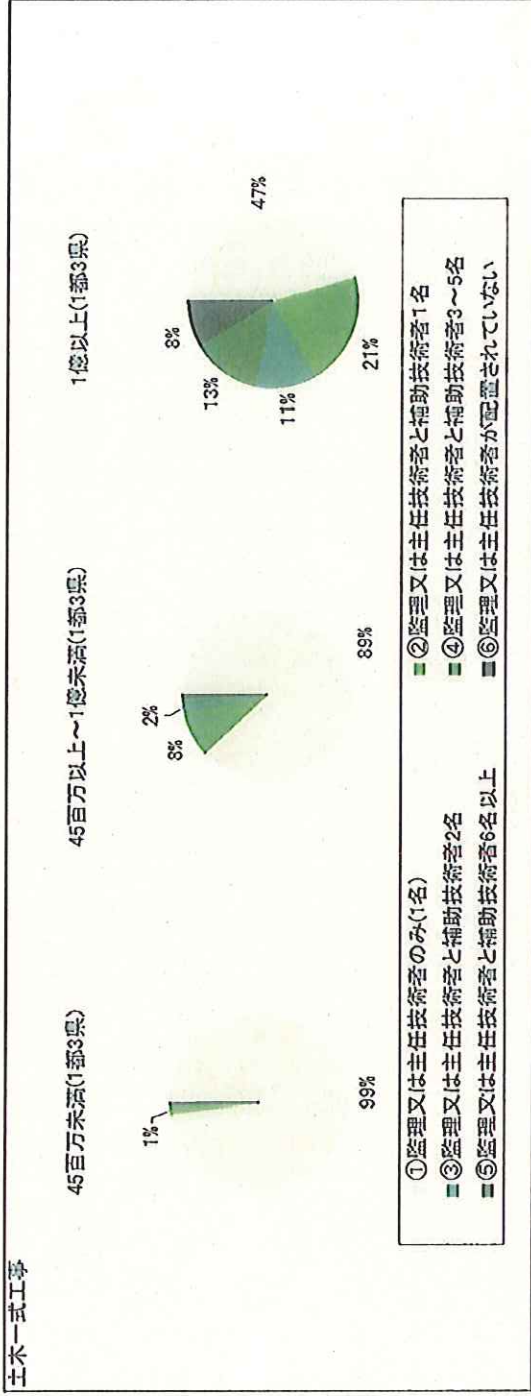 土木一式工事
45百万未満(1都3県)
1%
99%
45百万以上～1億未満(1都3県)
2%
8%
89%
1億以上(1都3県)
8%
13%
11%
21%
47%
①監理又は主任技術者のみ(1名)
②監理又は主任技術者と補助技術者1名
③監理又は主任技術者と補助技術者2名
④監理又は主任技術者と補助技術者3～5名
⑤監理又は主任技術者と補助技術者6名以上
⑥監理又は主任技術者が配置されていない